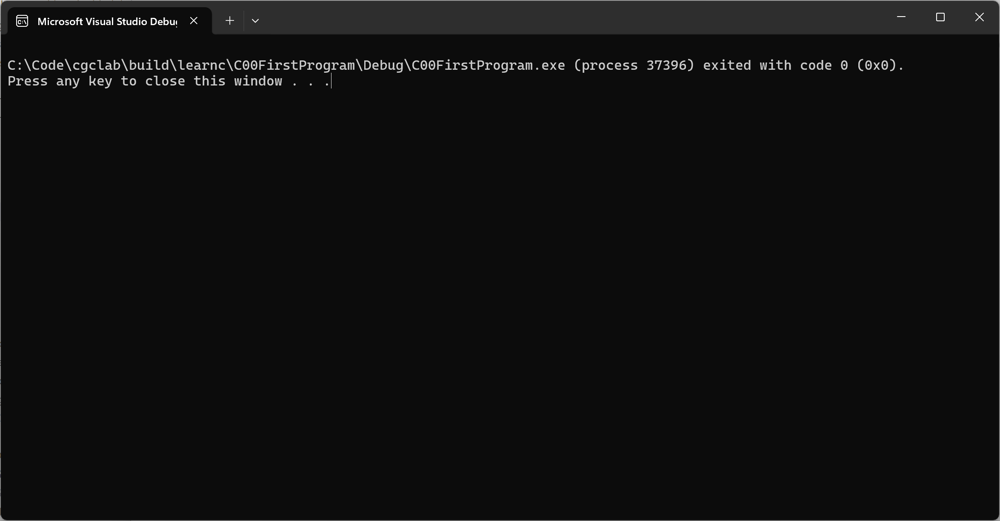 Microsoft Visual Studio Debug
C:\Code\cgclab\build\learnc\C00FirstProgram\Debug\C00FirstProgram.exe (process 37396) exited with code 0 (0x0).
Press any key to close this window . . .